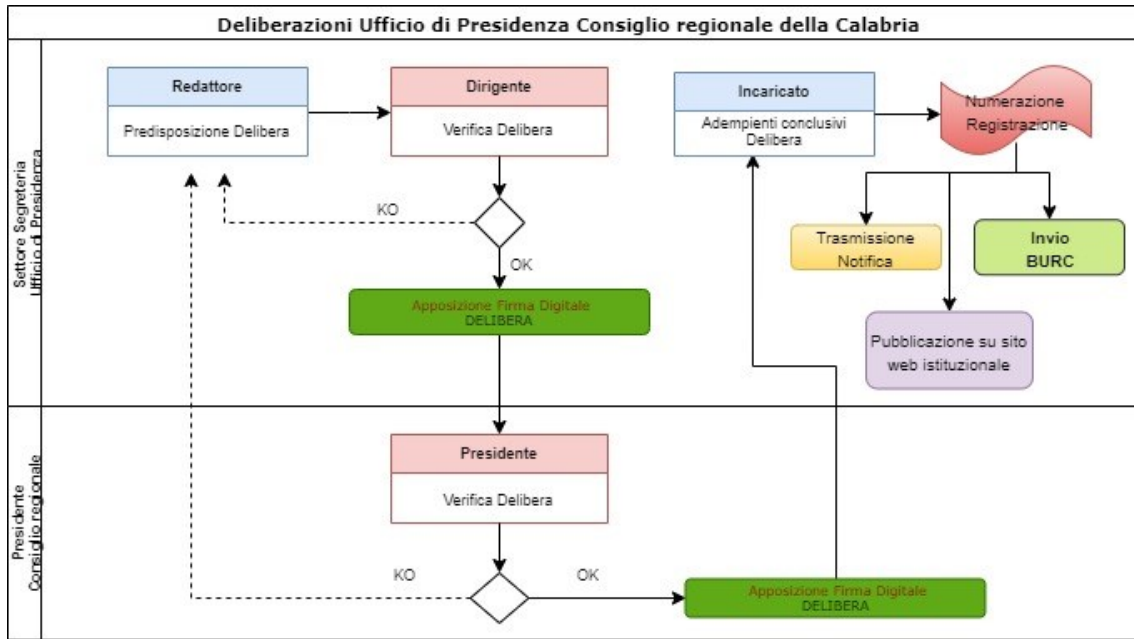 Deliberazioni Ufficio di Presidenza Consiglio regionale della Calabria
Settore Segreteria
Ufficio di Presidenza
Redattore
Predisposizione Delibera
Dirigente
Verifica Delibera
KO
OK
Apposizione Firma Digitale
DELIBERA
Incaricato
Adempienti conclusivi
Delibera
Numerazione
Registrazione
Trasmissione
Notifica
Invio
BURC
Pubblicazione su sito
web istituzionale
Presidente
Consiglio regionale
Presidente
Verifica Delibera
KO
OK
Apposizione Firma Digitale
DELIBERA